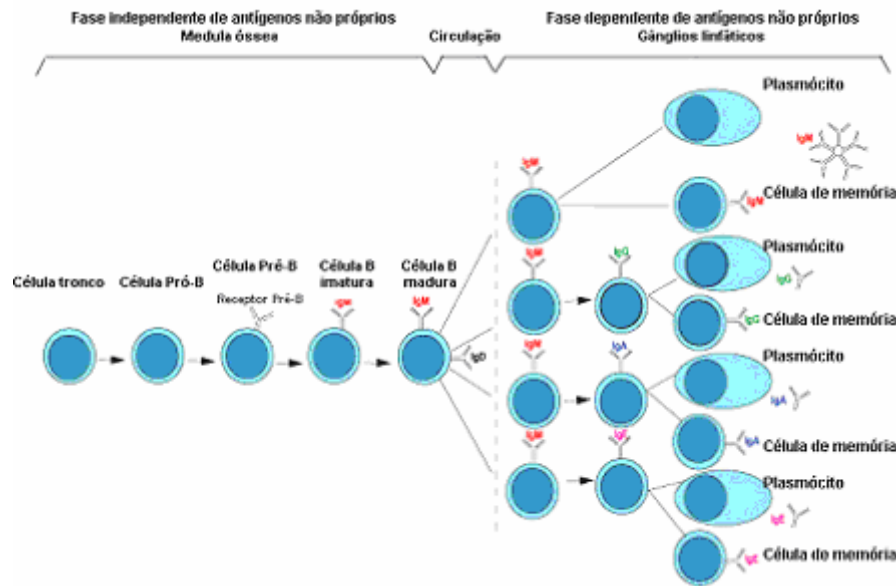 Fase independente de antígenos não próprios
Medula óssea
Circulação
Fase dependente de antígenos não próprios
Gânglios linfáticos
Célula tronco
Célula Pró-B
Célula Pré-B
Receptor Pré-B
Célula B
imatura
IgM
Célula B
madura
IgM
IgD
IgM
Plasmócito
IgM
Célula de memória
IgM
IgM
IgG
Plasmócito
IgG
Célula de memória
IgG
IgM
IgA
Plasmócito
IgA
Célula de memória
IgA
IgM
IgE
Plasmócito
IgE
Célula de memória
IgE